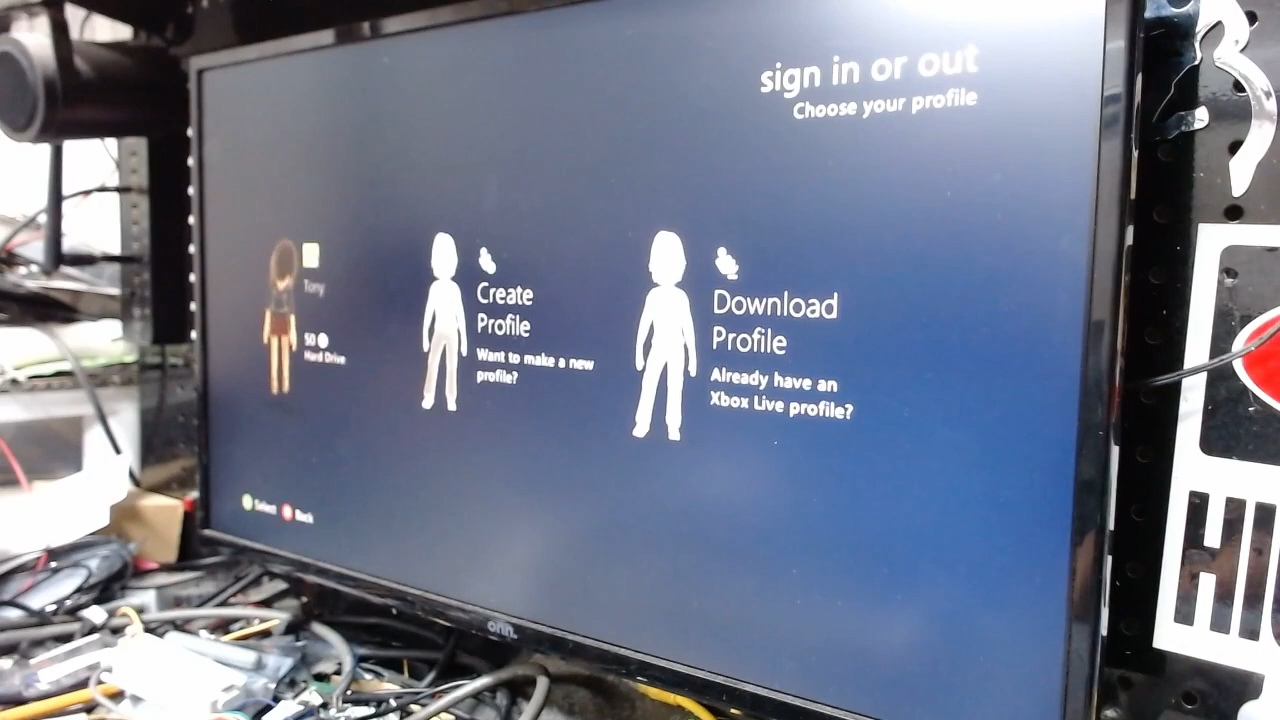 sign in or out
Choose your profile
Tony
50 G
Hard Drive
Create
Profile
Want to make a new
profile?
Download
Profile
Already have an
Xbox Live profile?
Select
Back
onn.